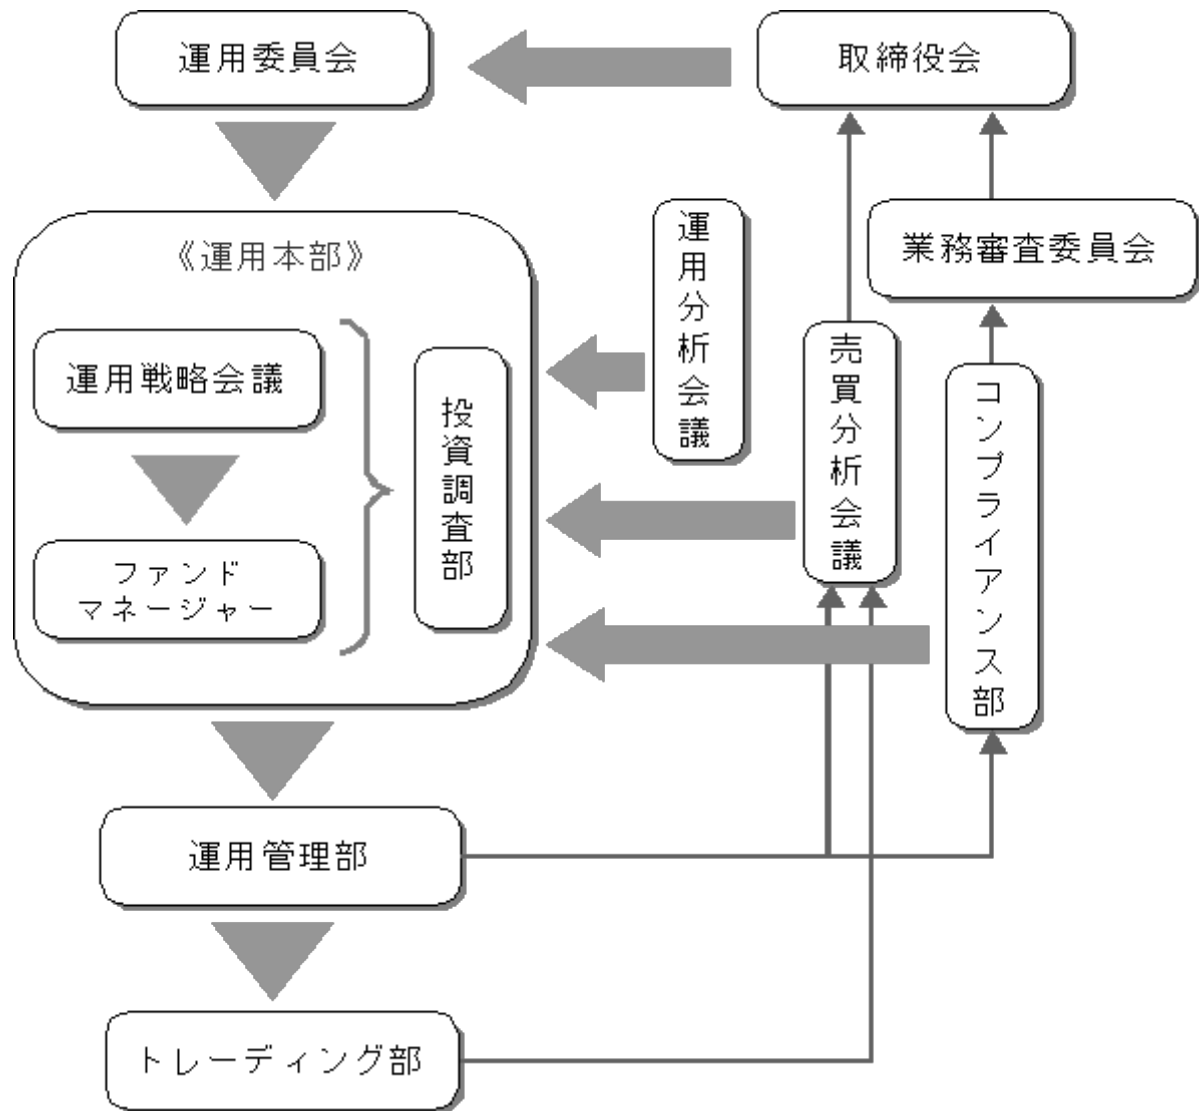 運用委員会
取締役会
《運用本部》
運用戦略会議
ファンド
マネージャー
投資調査部
運用分析会議
売買分析会議
業務審査委員会
コンプライアンス部
運用管理部
トレーディング部